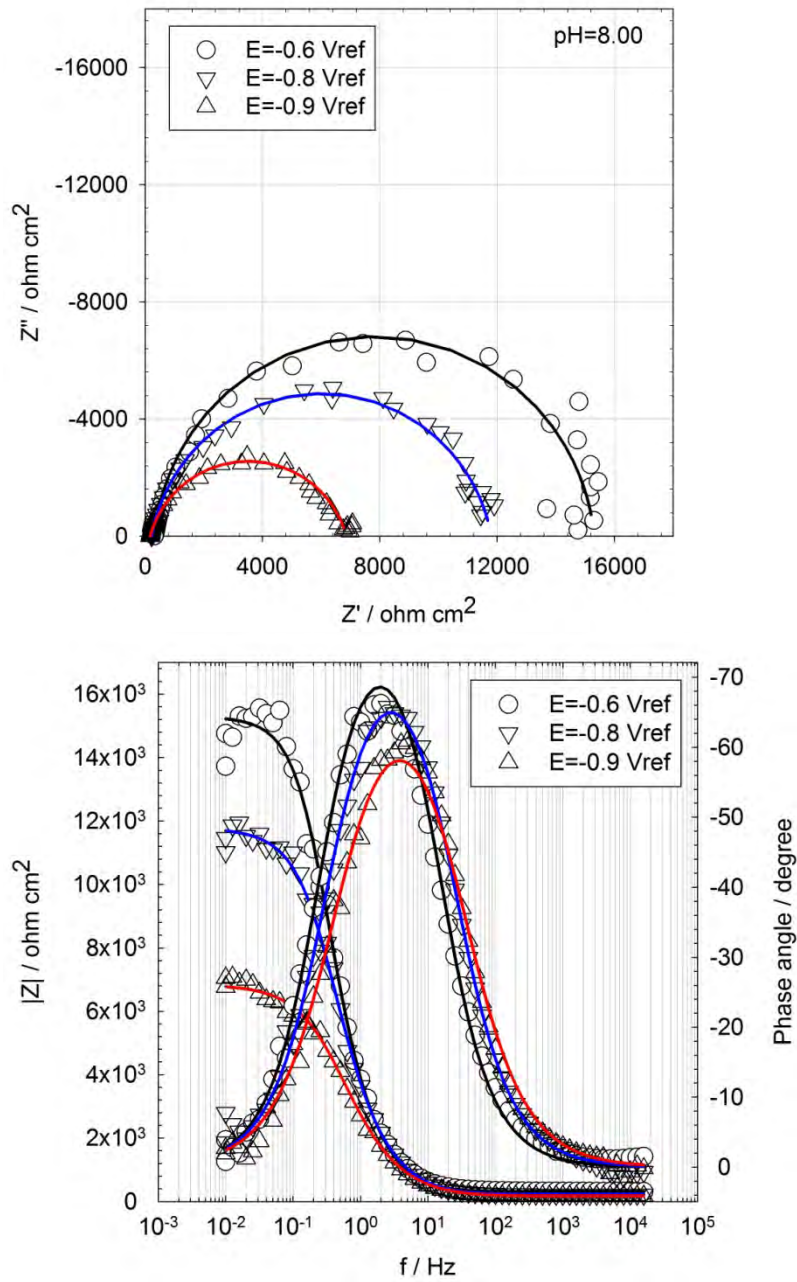 pH=8.00
E=-0.6 Vref
E=-0.8 Vref
E=-0.9 Vref
-16000
-12000
-8000
-4000
0
Z'' / ohm cm²
0 4000 8000 12000 16000
Z' / ohm cm²
E=-0.6 Vref
E=-0.8 Vref
E=-0.9 Vref
16x10³
14x10³
12x10³
10x10³
8x10³
6x10³
4x10³
2x10³
0
|Z| / ohm cm²
-70
-60
-50
-40
-30
-20
-10
0
Phase angle / degree
10⁻³ 10⁻² 10⁻¹ 10⁰ 10¹ 10² 10³ 10⁴ 10⁵
f / Hz